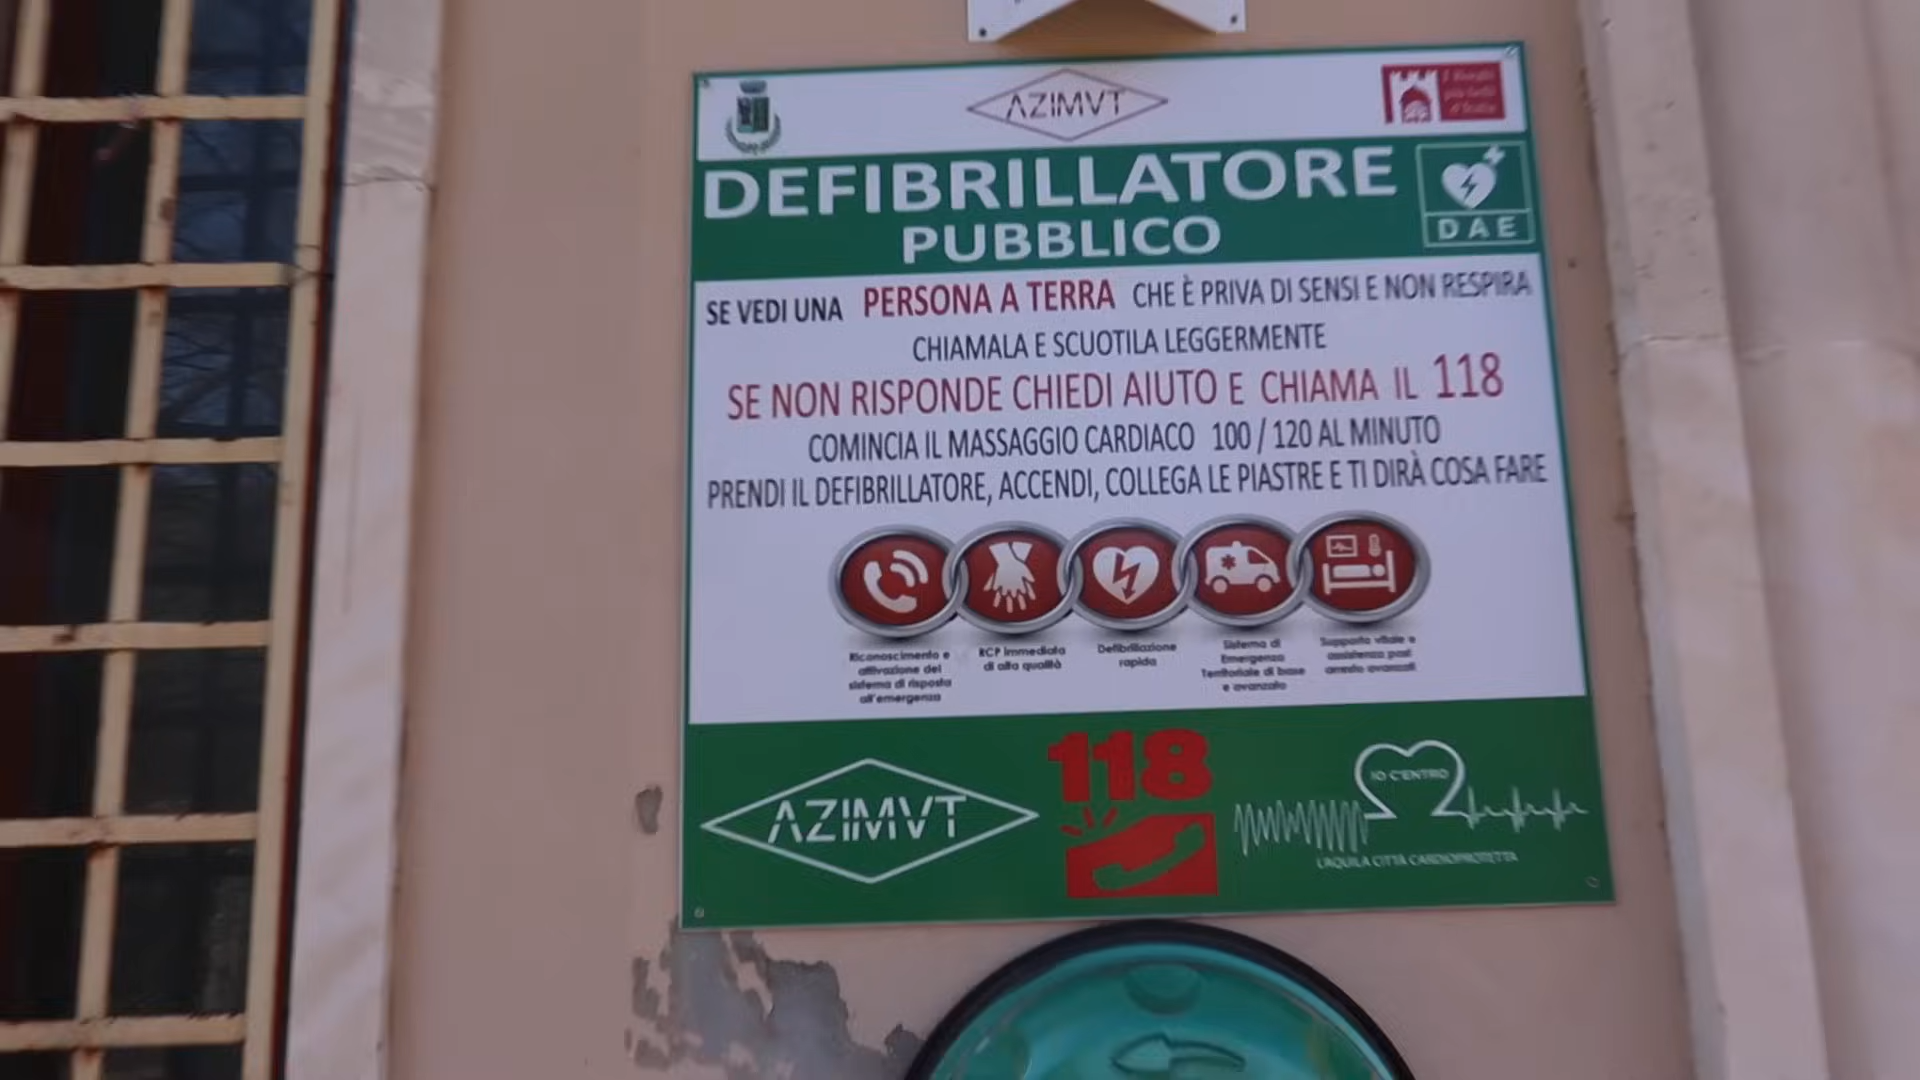 AZIMVT
I Borghi
più belli
d'Italia
DEFIBRILLATORE
PUBBLICO
DAE
SE VEDI UNA PERSONA A TERRA CHE È PRIVA DI SENSI E NON RESPIRA
CHIAMALA E SCUOTILA LEGGERMENTE
SE NON RISPONDE CHIEDI AIUTO E CHIAMA IL 118
COMINCIA IL MASSAGGIO CARDIACO 100 / 120 AL MINUTO
PRENDI IL DEFIBRILLATORE, ACCENDI, COLLEGA LE PIASTRE E TI DIRÀ COSA FARE
Riconoscimento e
attivazione del
sistema di risposta
all'emergenza
RCP immediata
di alta qualità
Defibrillazione
rapida
Sistema di
Emergenza
Territoriale di base
e avanzato
Supporto vitale e
assistenza post
arresto avanzati
AZIMVT
118
IO C'ENTRO
L'AQUILA CITTÀ CARDIOPROTETTA